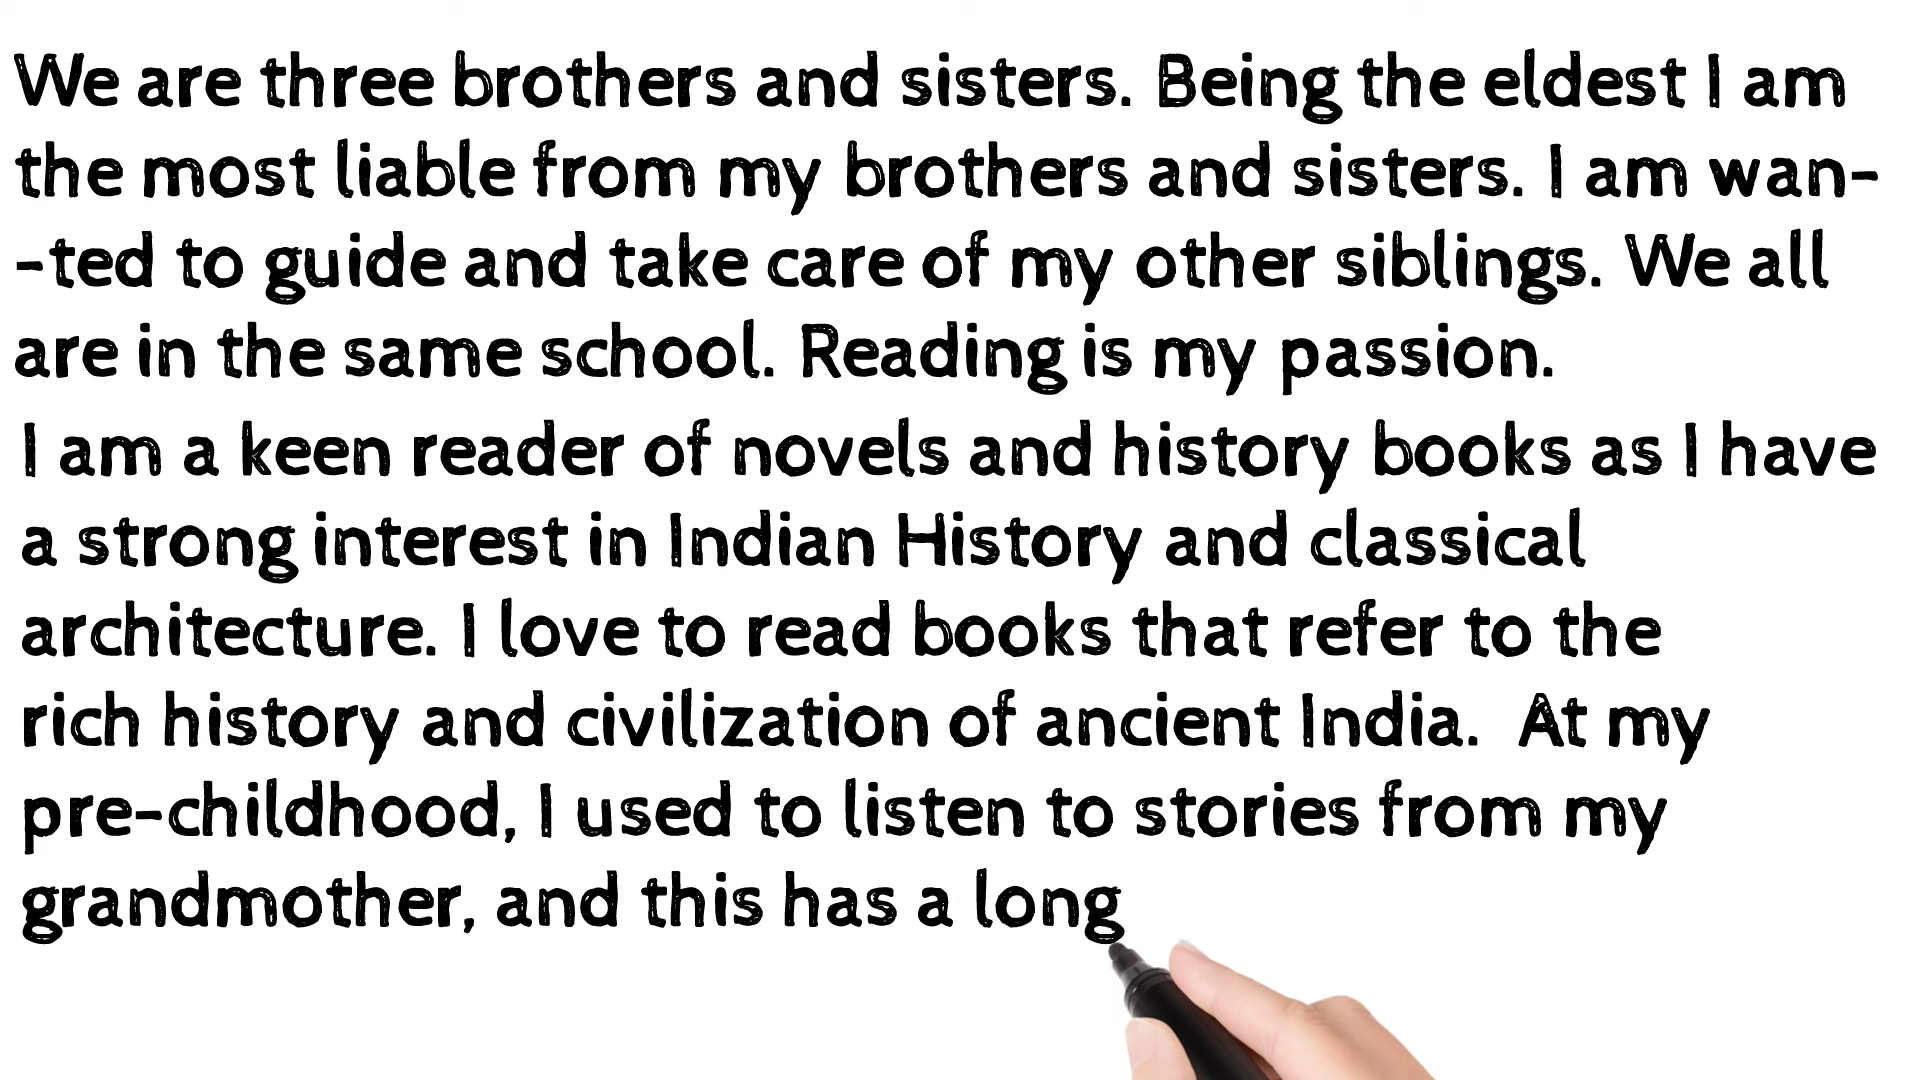 We are three brothers and sisters. Being the eldest I am
the most liable from my brothers and sisters. I am wan-
-ted to guide and take care of my other siblings. We all
are in the same school. Reading is my passion.
I am a keen reader of novels and history books as I have
a strong interest in Indian History and classical
architecture. I love to read books that refer to the
rich history and civilization of ancient India. At my
pre-childhood, I used to listen to stories from my
grandmother, and this has a long